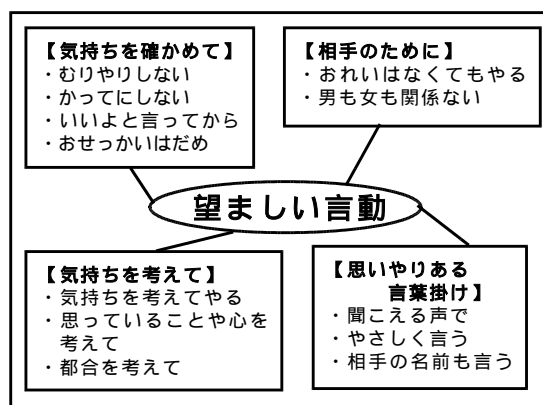 【気持ちを確かめて】
・むりやりしない
・かってにしない
・いいよと言ってから
・おせっかいはだめ
【相手のために】
・おれいはなくてもやる
・男も女も関係ない
望ましい言動
【気持ちを考えて】
・気持ちを考えてやる
・思っていることや心を
考えて
・都合を考えて
【思いやりある
言葉掛け】
・聞こえる声で
・やさしく言う
・相手の名前も言う